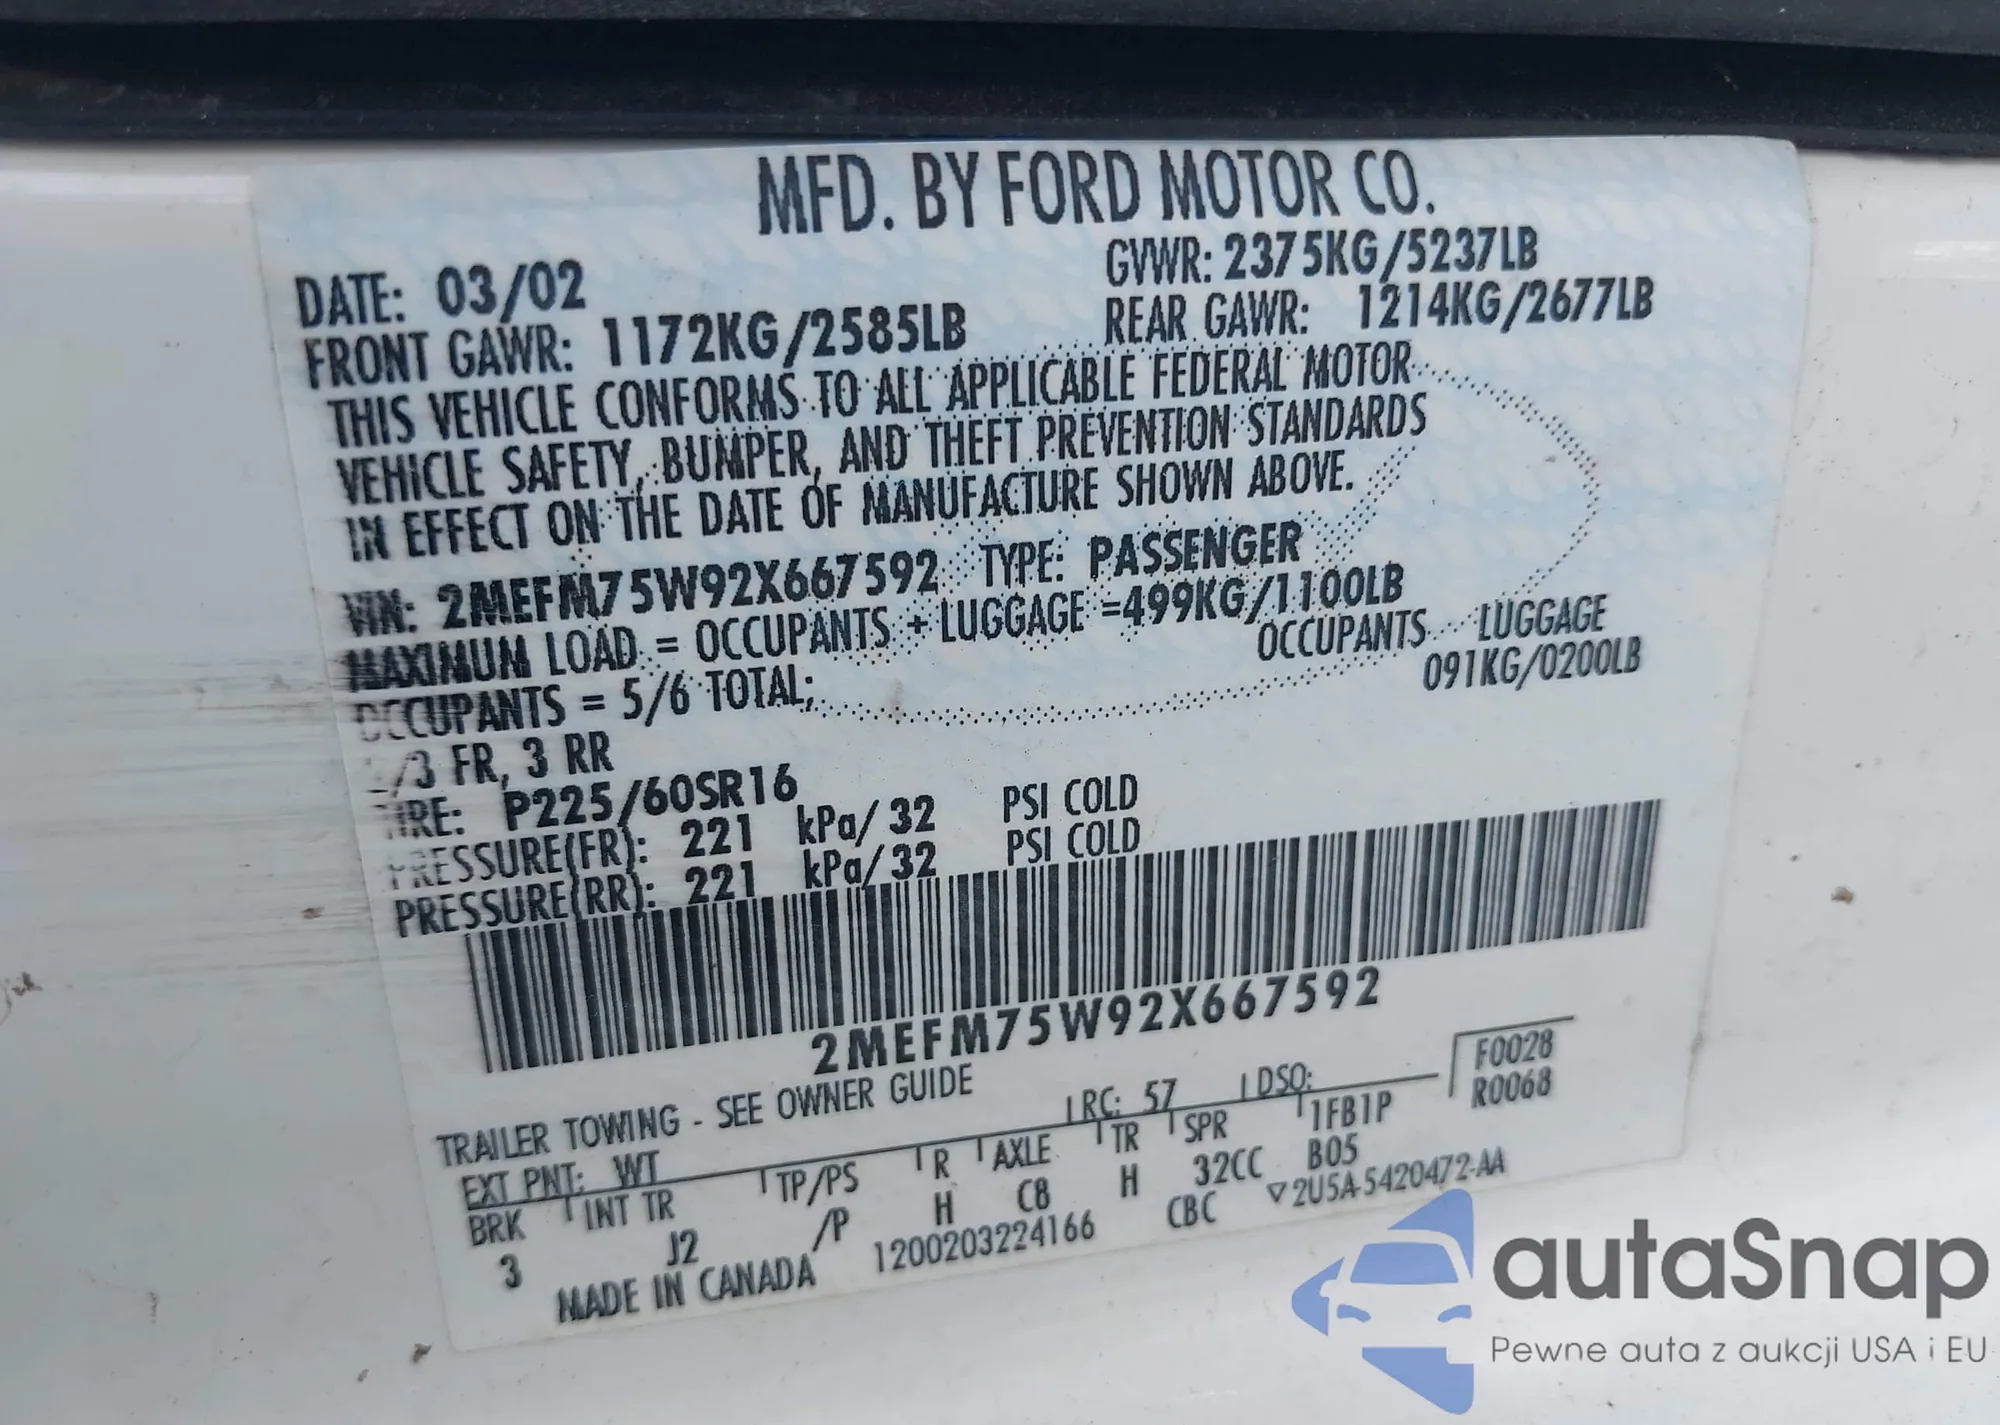 MFD. BY FORD MOTOR CO.
DATE: 03/02 GVWR: 2375KG/5237LB
FRONT GAWR: 1172KG/2585LB REAR GAWR: 1214KG/2677LB
THIS VEHICLE CONFORMS TO ALL APPLICABLE FEDERAL MOTOR
VEHICLE SAFETY, BUMPER, AND THEFT PREVENTION STANDARDS
IN EFFECT ON THE DATE OF MANUFACTURE SHOWN ABOVE.
VIN: 2MEFM75W92X667592 TYPE: PASSENGER
MAXIMUM LOAD = OCCUPANTS + LUGGAGE =499KG/1100LB
OCCUPANTS = 5/6 TOTAL; OCCUPANTS LUGGAGE
/3 FR, 3 RR 091KG/0200LB
TIRE: P225/60SR16
PRESSURE(FR): 221 kPa/32 PSI COLD
PRESSURE(RR): 221 kPa/32 PSI COLD
2MEFM75W92X667592
TRAILER TOWING - SEE OWNER GUIDE
EXT PNT: WT RC: 57 DSO: F0028
R0068
BRK INT TR TP/PS R AXLE TR SPR 1FB1P
3 J2 /P H C8 H 32CC B05
MADE IN CANADA 1200203224166 CBC ▽2U5A-5420472-AA
autoSnap
Pewne auta z aukcji USA i EU